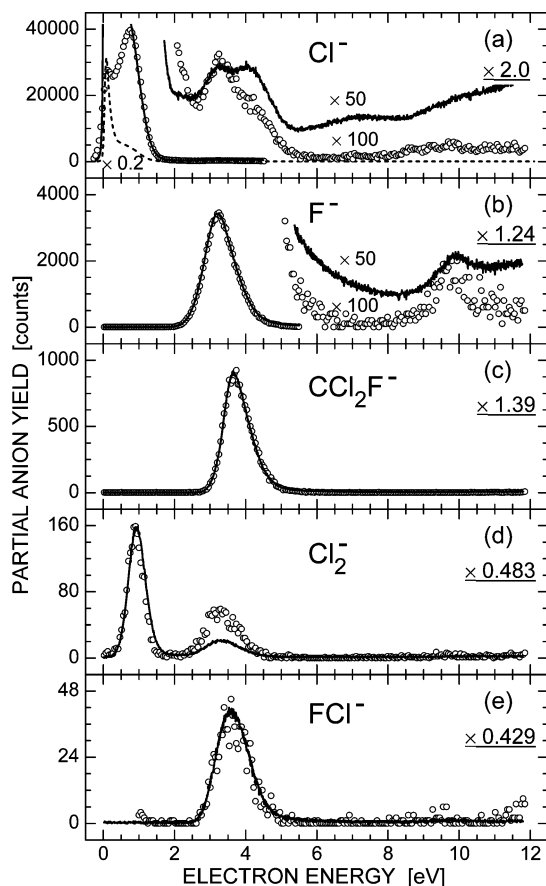 40000
20000
0
Cl⁻
(a)
× 2.0
× 50
× 100
× 0.2
4000
2000
0
F⁻
(b)
× 1.24
× 50
× 100
1000
500
0
CCl₂F⁻
(c)
× 1.39
160
80
0
Cl₂⁻
(d)
× 0.483
48
24
0
FCl⁻
(e)
× 0.429
0 2 4 6 8 10 12
ELECTRON ENERGY [eV]
PARTIAL ANION YIELD [counts]